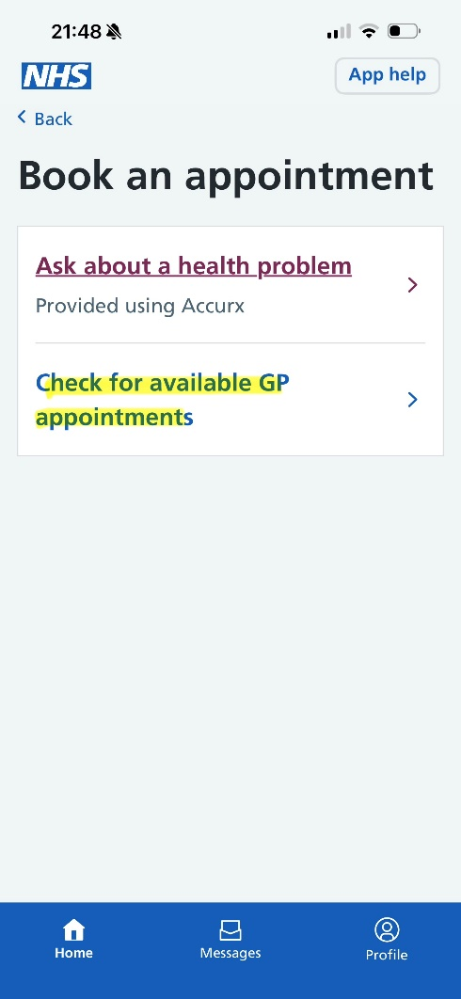 21:48
NHS
App help
Back
Book an appointment
Ask about a health problem
Provided using Accurx
Check for available GP
appointments
Home
Messages
Profile